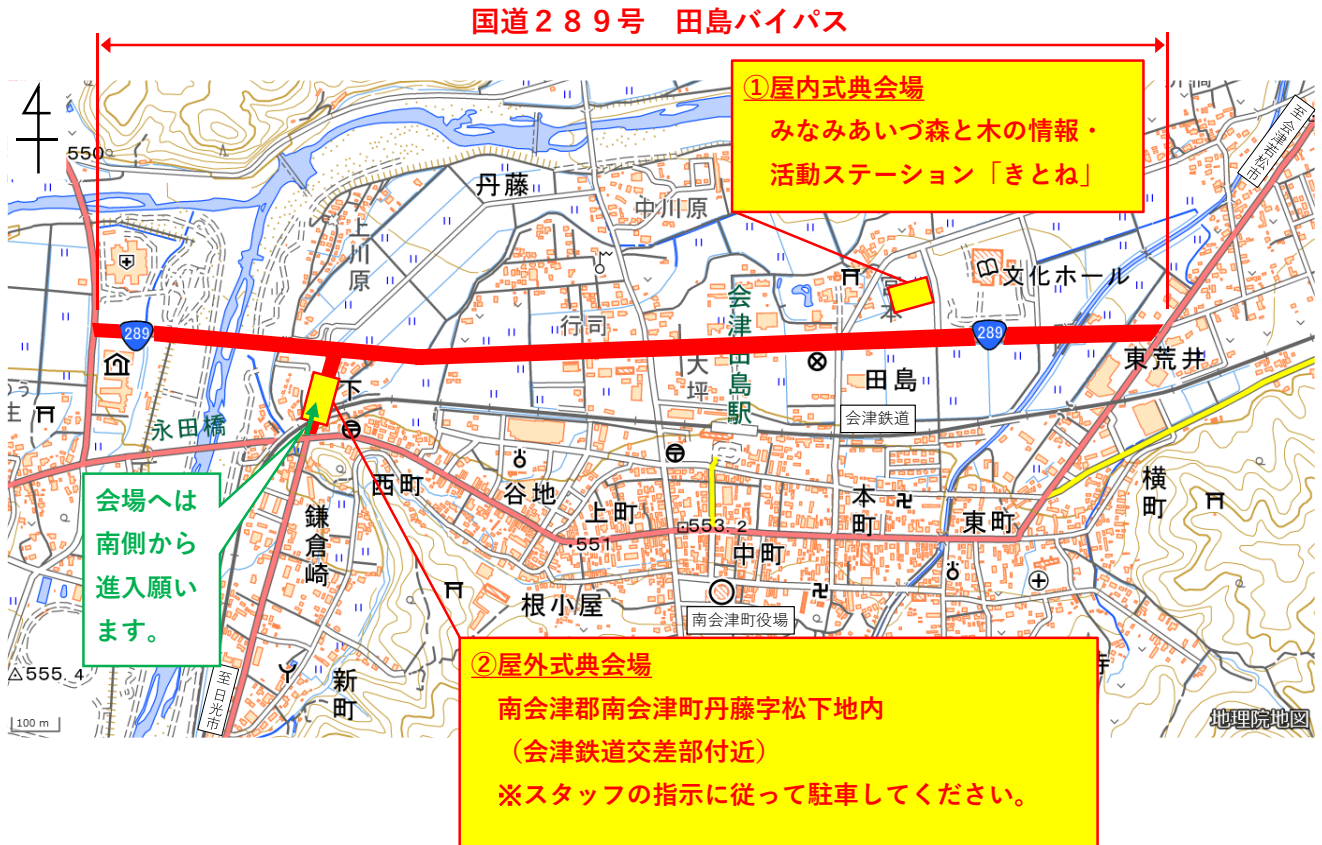 国道２８９号　田島バイパス
①屋内式典会場
みなみあいづ森と木の情報・
活動ステーション「きとね」
至会津若松市
550
丹藤
中川原
上川原
宮本
文化ホール
289
289
行司
大坪
会津田島駅
田島
東荒井
下
会津鉄道
永田橋
会場へは
南側から
進入願い
ます。
西町
谷地
上町
553.2
551
中町
本町
東町
横町
鎌倉崎
根小屋
南会津町役場
555.4
新町
至日光市
100 m
②屋外式典会場
南会津郡南会津町丹藤字松下地内
（会津鉄道交差部付近）
※スタッフの指示に従って駐車してください。
地理院地図